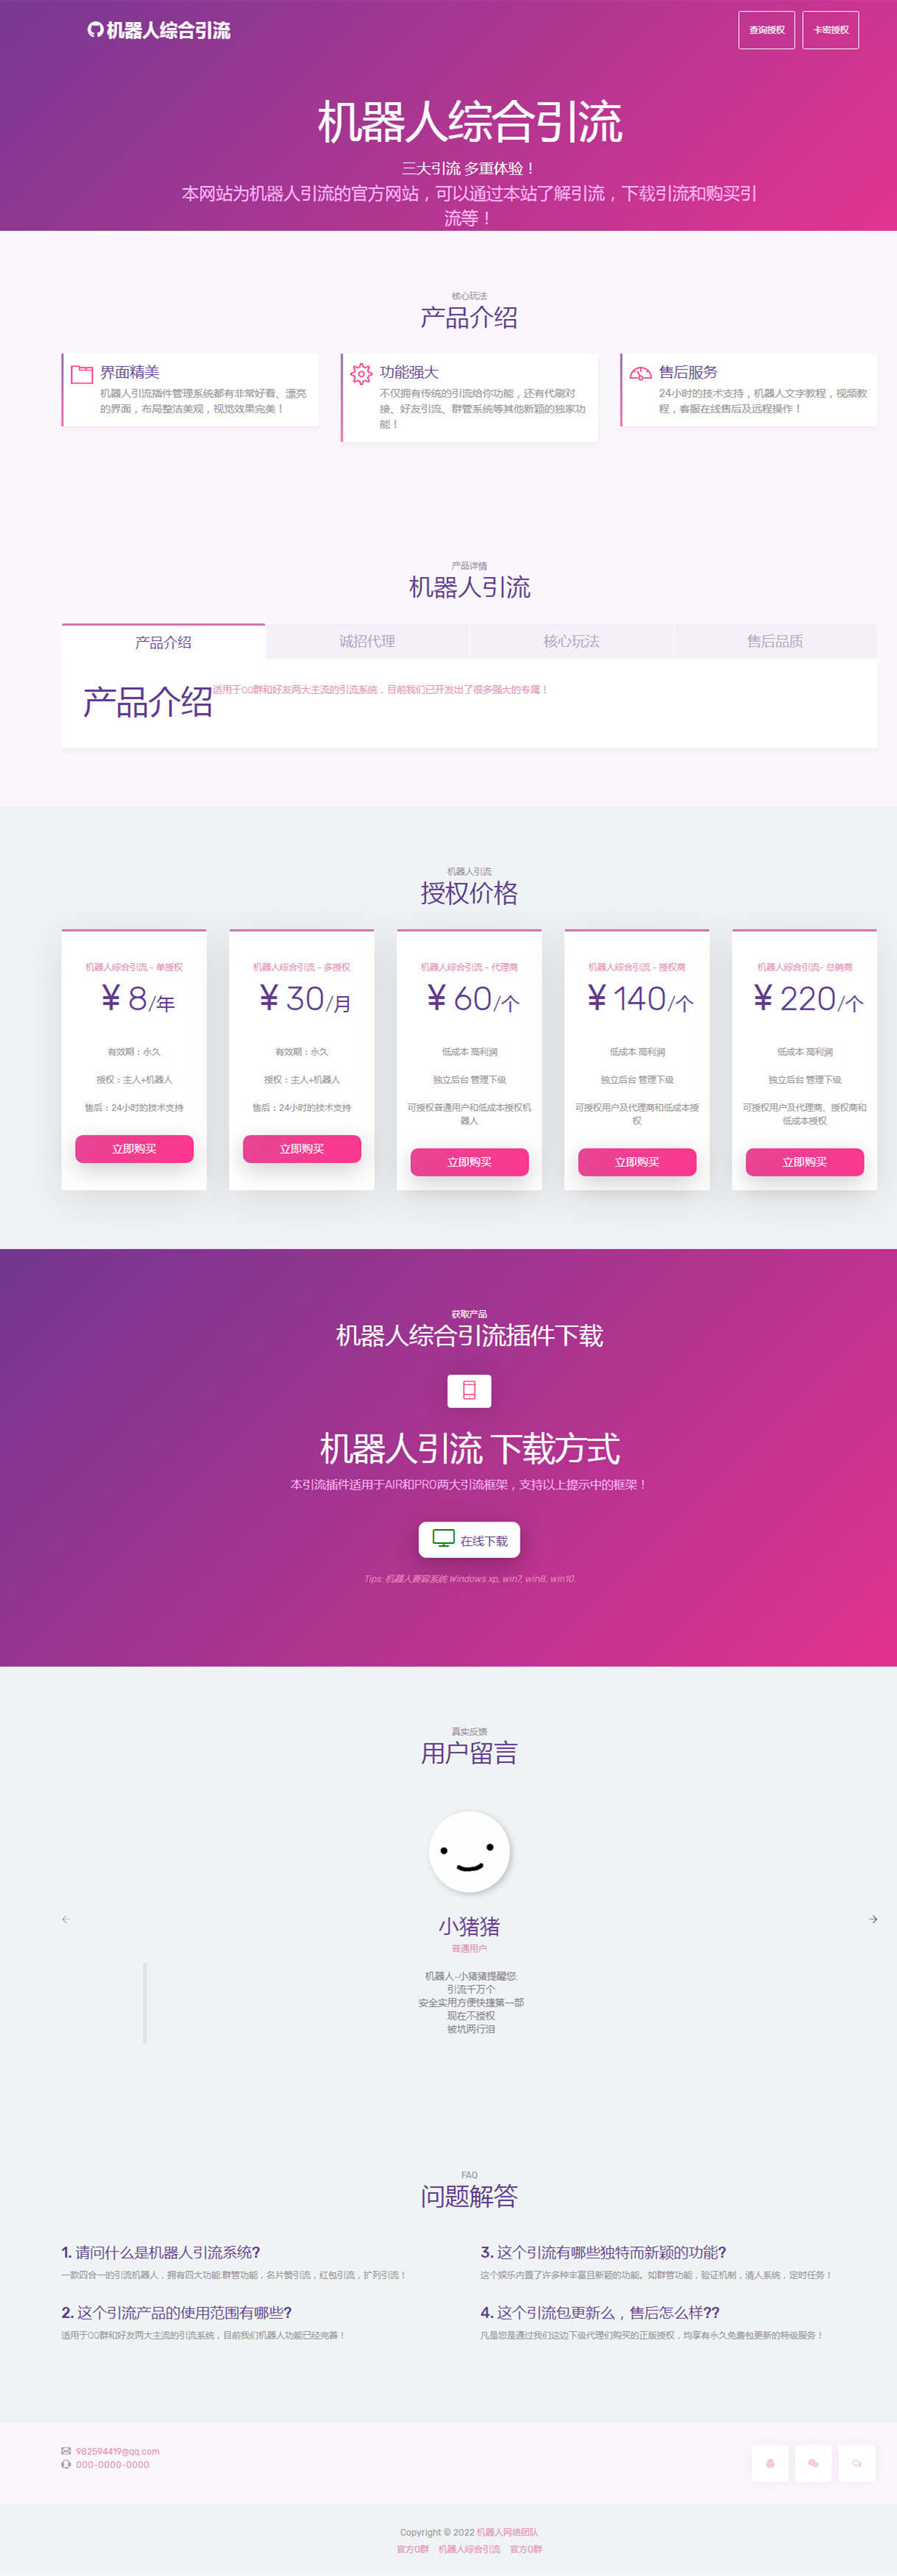 机器人综合引流
查询授权
卡密授权
机器人综合引流
三大引流 多重体验！
本网站为机器人引流的官方网站，可以通过本站了解引流，下载引流和购买引
流等！
核心玩法
产品介绍
界面精美
机器人引流插件管理系统都有非常好看、漂亮
的界面，布局整洁美观，视觉效果完美！
功能强大
不仅拥有传统的引流给你功能，还有代刷对
接、好友引流、群管系统等其他新颖的独家功
能！
售后服务
24小时的技术支持，机器人文字教程，视频教
程，客服在线售后及远程操作！
产品详情
机器人引流
产品介绍
诚招代理
核心玩法
售后品质
产品介绍
适用于QQ群和好友两大主流的引流系统，目前我们已开发出了很多强大的专属！
机器人引流
授权价格
机器人综合引流 - 单授权
¥ 8/年
有效期：永久
授权：主人+机器人
售后：24小时的技术支持
立即购买
机器人综合引流 - 多授权
¥ 30/月
有效期：永久
授权：主人+机器人
售后：24小时的技术支持
立即购买
机器人综合引流 - 代理商
¥ 60/个
低成本 高利润
独立后台 管理下级
可授权普通用户和低成本授权机
器人
立即购买
机器人综合引流 - 授权商
¥ 140/个
低成本 高利润
独立后台 管理下级
可授权用户及代理商和低成本授
权
立即购买
机器人综合引流- 总销商
¥ 220/个
低成本 高利润
独立后台 管理下级
可授权用户及代理商、授权商和
低成本授权
立即购买
获取产品
机器人综合引流插件下载
机器人引流 下载方式
本引流插件适用于AIR和PRO两大引流框架，支持以上提示中的框架！
在线下载
Tips: 机器人兼容系统 Windows xp, win7, win8, win10.
真实反馈
用户留言
小猪猪
普通用户
机器人-小猪猪提醒您:
引流千万个
安全实用方便快捷第一部
现在不授权
被坑两行泪
FAQ
问题解答
1. 请问什么是机器人引流系统?
一款四合一的引流机器人，拥有四大功能:群管功能，名片赞引流，红包引流，扩列引流！
2. 这个引流产品的使用范围有哪些?
适用于QQ群和好友两大主流的引流系统，目前我们机器人功能已经完善！
3. 这个引流有哪些独特而新颖的功能?
这个娱乐内置了许多种丰富且新颖的功能。如群管功能，验证机制，清人系统，定时任务！
4. 这个引流包更新么，售后怎么样??
凡是您是通过我们这边下级代理们购买的正版授权，均享有永久免费包更新的特级服务！
982594419@qq.com
000-0000-0000
Copyright © 2022 机器人网络团队
官方Q群 机器人综合引流 官方Q群